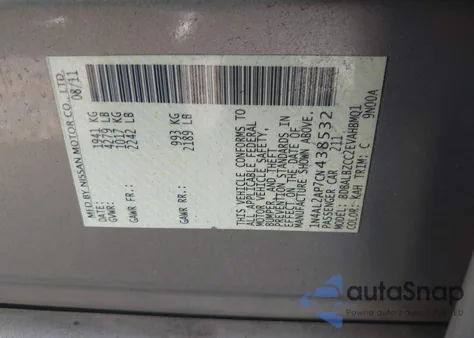 MFD BY NISSAN MOTOR CO., LTD.
08/11
GVWR: 1941 KG
4279 LB
GAWR FR: 1017 KG
2242 LB
GAWR RR: 993 KG
2189 LB
THIS VEHICLE CONFORMS TO
ALL APPLICABLE FEDERAL
MOTOR VEHICLE SAFETY,
BUMPER, AND THEFT
PREVENTION STANDARDS IN
EFFECT ON THE DATE OF
MANUFACTURE SHOWN ABOVE.
1N4AL2AP7CN438532
PASSENGER CAR 211
MODEL: BDBALBZCC2EVAHBMQ1
COLOR: KAH TRIM: C 9N00A
autoSnap